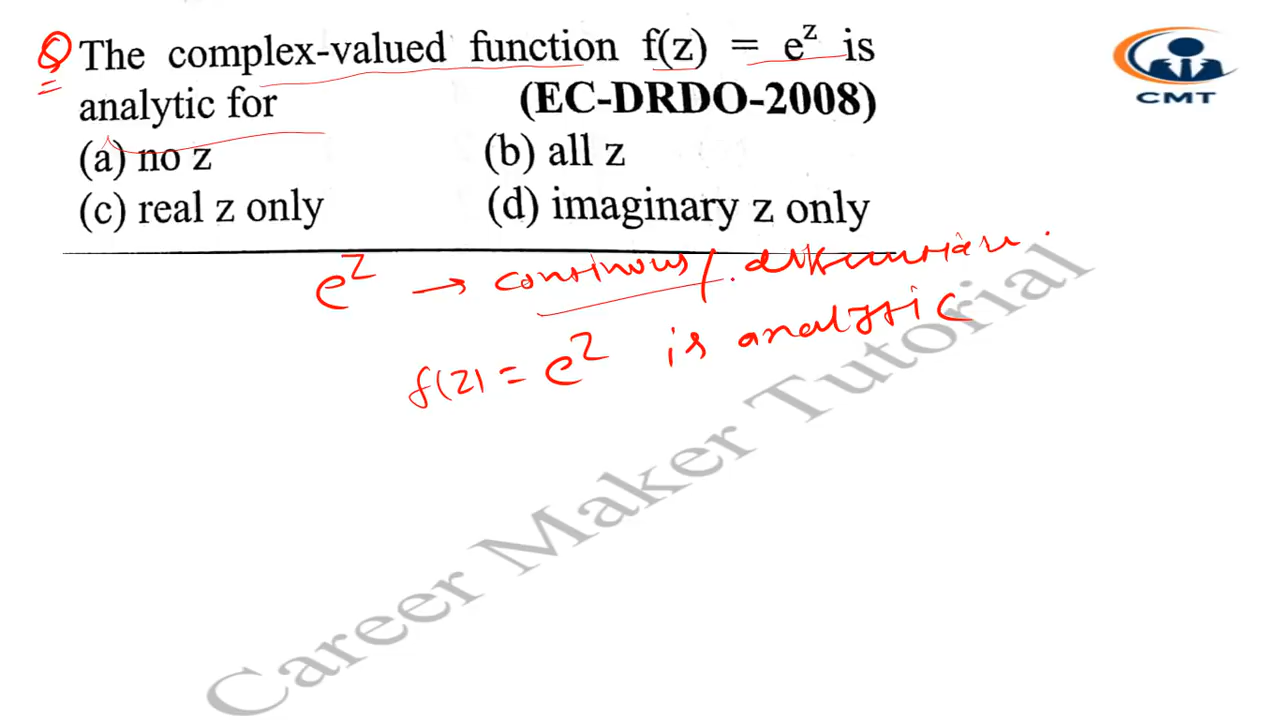 Q The complex-valued function f(z) = e^z is
analytic for (EC-DRDO-2008)
(a) no z (b) all z
(c) real z only (d) imaginary z only
e^z → continous /
f(z) = e^z is analytic
CMT
Career Maker Tutorial